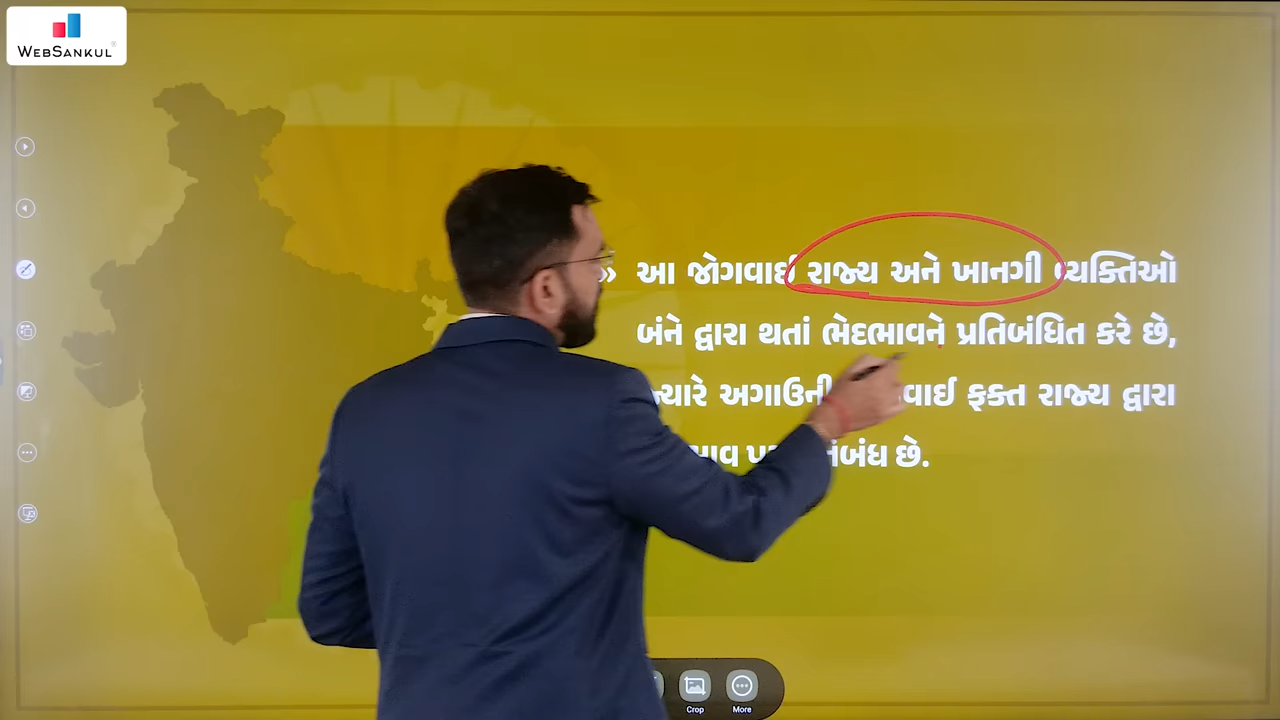 WEBSANKUL
» આ જોગવાઈ રાજ્ય અને ખાનગી વ્યક્તિઓ
બંને દ્વારા થતાં ભેદભાવને પ્રતિબંધિત કરે છે,
અગાઉની ફક્ત રાજ્ય દ્વારા
છે.
Crop
More